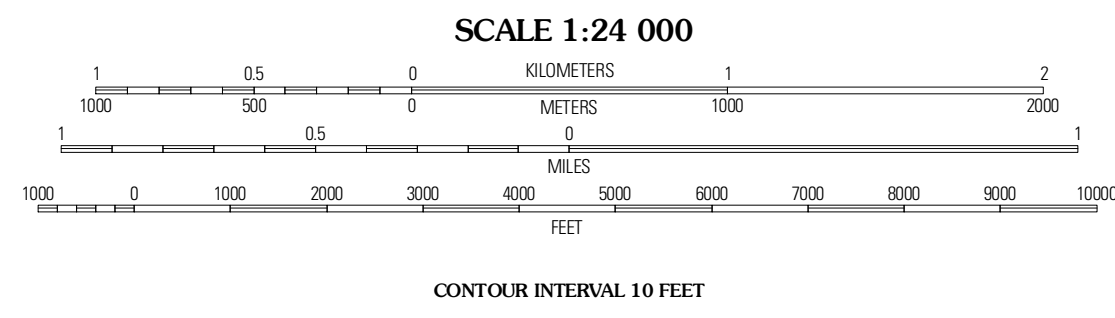 SCALE 1:24 000
1 0.5 0 KILOMETERS 1 2
1000 500 0 METERS 1000 2000
1 0.5 0 1
MILES
1000 0 1000 2000 3000 4000 5000 6000 7000 8000 9000 10000
FEET
CONTOUR INTERVAL 10 FEET